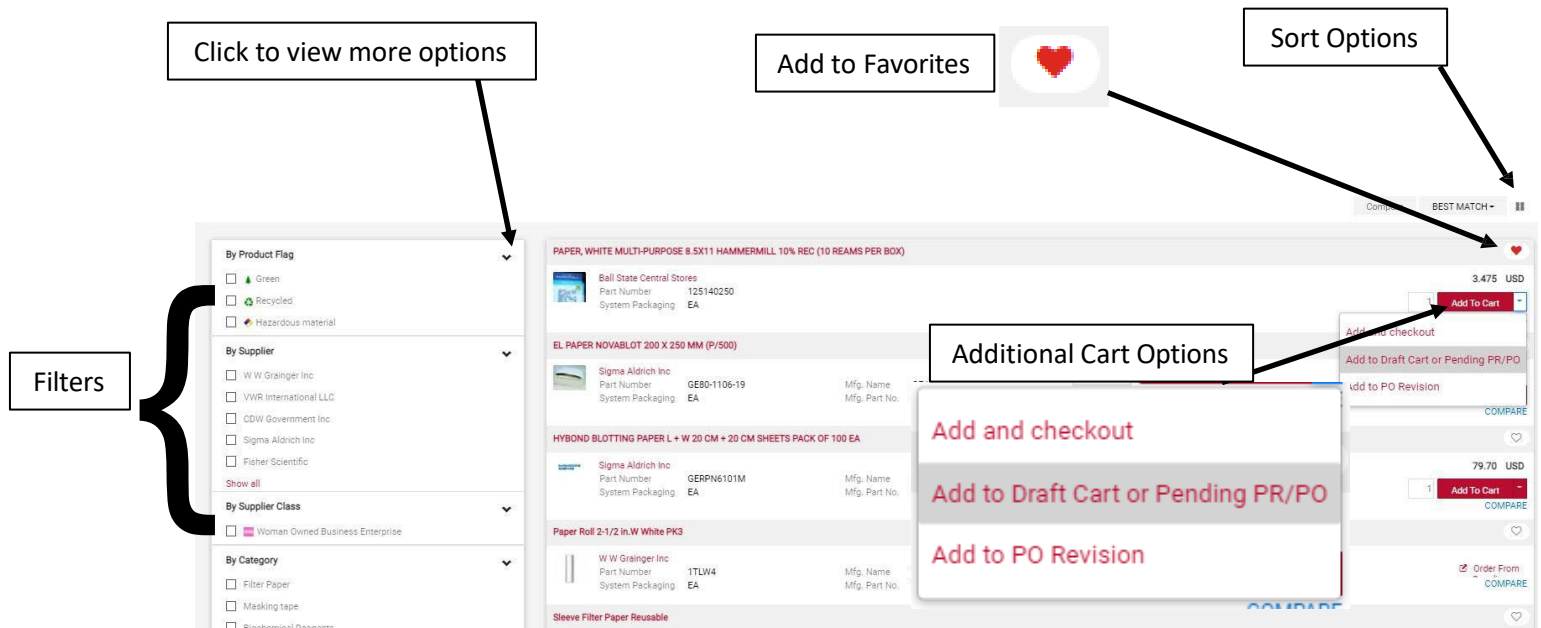 Click to view more options
Add to Favorites
Sort Options
BEST MATCH
Filters
By Product Flag
Green
Recycled
Hazardous material
By Supplier
W W Grainger Inc
VWR International LLC
CDW Government Inc
Sigma Aldrich Inc
Fisher Scientific
Show all
By Supplier Class
Woman Owned Business Enterprise
By Category
Filter Paper
Masking tape
Biochemical Reagents
PAPER, WHITE MULTI-PURPOSE 8.5X11 HAMMERMILL 10% REC (10 REAMS PER BOX)
Ball State Central Stores
Part Number 125140250
System Packaging EA
3.475 USD
1 Add To Cart
Add and checkout
Add to Draft Cart or Pending PR/PO
Add to PO Revision
COMPARE
EL PAPER NOVABLOT 200 X 250 MM (P/500)
Sigma Aldrich Inc
Part Number GE80-1106-19 Mfg. Name
System Packaging EA Mfg. Part No.
Additional Cart Options
Add and checkout
Add to Draft Cart or Pending PR/PO
Add to PO Revision
COMPARE
HYBOND BLOTTING PAPER L + W 20 CM + 20 CM SHEETS PACK OF 100 EA
Sigma Aldrich Inc
Part Number GERPN6101M Mfg. Name
System Packaging EA Mfg. Part No.
79.70 USD
1 Add To Cart
COMPARE
Paper Roll 2-1/2 in.W White PK3
W W Grainger Inc
Part Number 1TLW4 Mfg. Name
System Packaging EA Mfg. Part No.
Order From
COMPARE
Sleeve Filter Paper Reusable